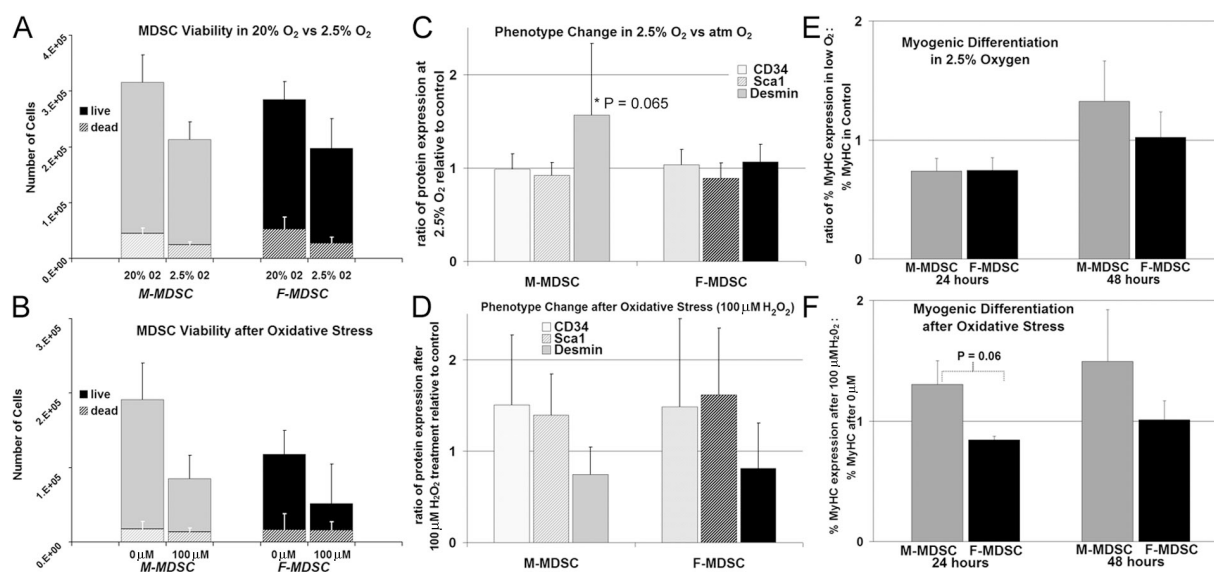 A
MDSC Viability in 20% O₂ vs 2.5% O₂
4.E+05
3.E+05
2.E+05
1.E+05
0.E+00
Number of Cells
live
dead
20% 02 2.5% 02 20% 02 2.5% 02
M-MDSC F-MDSC
B
MDSC Viability after Oxidative Stress
3.E+05
2.E+05
1.E+05
0.E+00
Number of Cells
live
dead
0μM 100 μM 0μM 100 μM
M-MDSC F-MDSC
C
Phenotype Change in 2.5% O₂ vs atm O₂
CD34
Sca1
Desmin
* P = 0.065
ratio of protein expression at
2.5% O₂ relative to control
2
1
0
M-MDSC F-MDSC
D
Phenotype Change after Oxidative Stress (100 μM H₂O₂)
CD34
Sca1
Desmin
ratio of protein expression after
100 μM H₂O₂ treatment relative to control
2
1
0
M-MDSC F-MDSC
E
Myogenic Differentiation
in 2.5% Oxygen
ratio of % MyHC expression in low O₂ :
% MyHC in Control
2
1
0
M-MDSC F-MDSC M-MDSC F-MDSC
24 hours 48 hours
F
Myogenic Differentiation
after Oxidative Stress
P = 0.06
% MyHC expression after 100 μMH₂0₂ :
% MyHC after 0 μM
2
1
0
M-MDSC F-MDSC M-MDSC F-MDSC
24 hours 48 hours